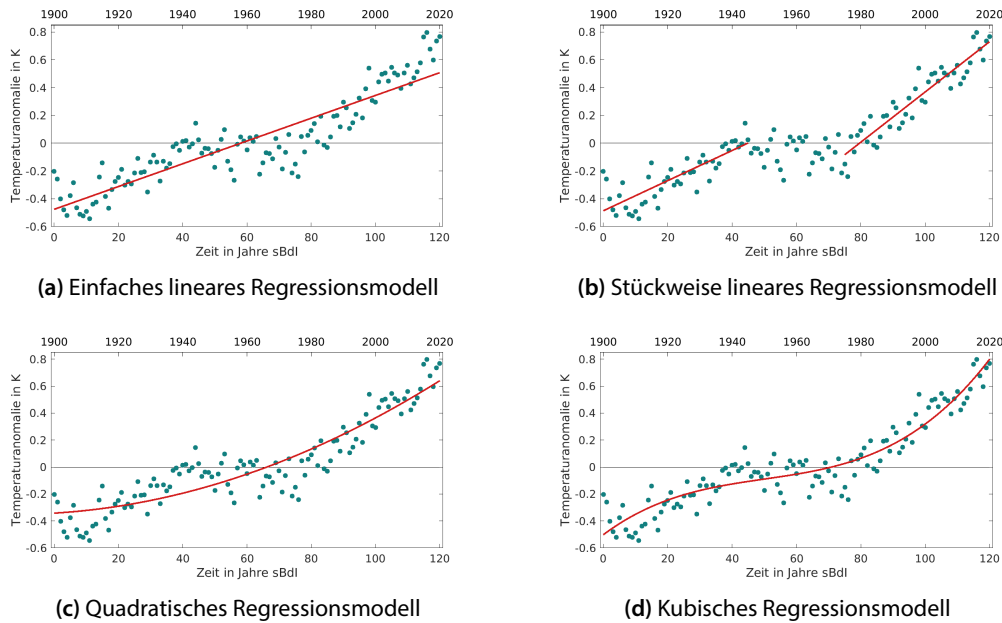 1900 1920 1940 1960 1980 2000 2020
0.8
0.6
0.4
0.2
0
-0.2
-0.4
-0.6
Temperaturanomalie in K
0 20 40 60 80 100 120
Zeit in Jahre sBdI
(a) Einfaches lineares Regressionsmodell
1900 1920 1940 1960 1980 2000 2020
0.8
0.6
0.4
0.2
0
-0.2
-0.4
-0.6
Temperaturanomalie in K
0 20 40 60 80 100 120
Zeit in Jahre sBdI
(b) Stückweise lineares Regressionsmodell
1900 1920 1940 1960 1980 2000 2020
0.8
0.6
0.4
0.2
0
-0.2
-0.4
-0.6
Temperaturanomalie in K
0 20 40 60 80 100 120
Zeit in Jahre sBdI
(c) Quadratisches Regressionsmodell
1900 1920 1940 1960 1980 2000 2020
0.8
0.6
0.4
0.2
0
-0.2
-0.4
-0.6
Temperaturanomalie in K
0 20 40 60 80 100 120
Zeit in Jahre sBdI
(d) Kubisches Regressionsmodell